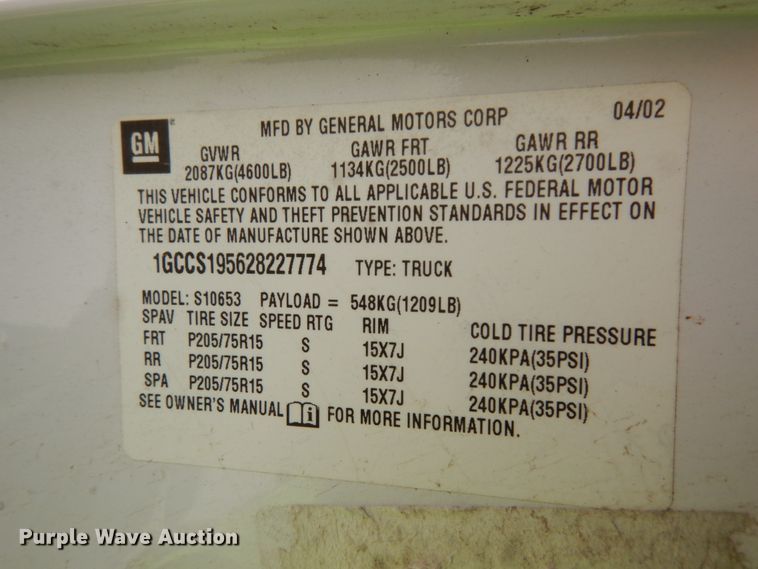 GM
MFD BY GENERAL MOTORS CORP 04/02
GVWR GAWR FRT GAWR RR
2087KG(4600LB) 1134KG(2500LB) 1225KG(2700LB)
THIS VEHICLE CONFORMS TO ALL APPLICABLE U.S. FEDERAL MOTOR
VEHICLE SAFETY AND THEFT PREVENTION STANDARDS IN EFFECT ON
THE DATE OF MANUFACTURE SHOWN ABOVE.
1GCCS195628227774 TYPE: TRUCK
MODEL: S10653 PAYLOAD = 548KG(1209LB)
SPAV TIRE SIZE SPEED RTG RIM COLD TIRE PRESSURE
FRT P205/75R15 S 15X7J 240KPA(35PSI)
RR P205/75R15 S 15X7J 240KPA(35PSI)
SPA P205/75R15 S 15X7J 240KPA(35PSI)
SEE OWNER'S MANUAL i FOR MORE INFORMATION.
Purple Wave Auction